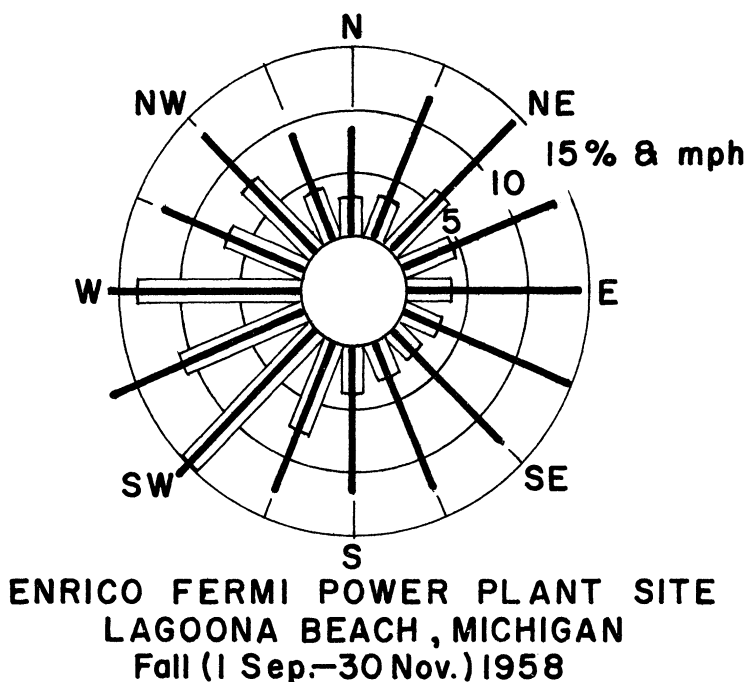 N
NW
NE
15% & mph
10
5
W
E
SW
SE
S
ENRICO FERMI POWER PLANT SITE
LAGOONA BEACH, MICHIGAN
Fall (1 Sep.—30 Nov.) 1958